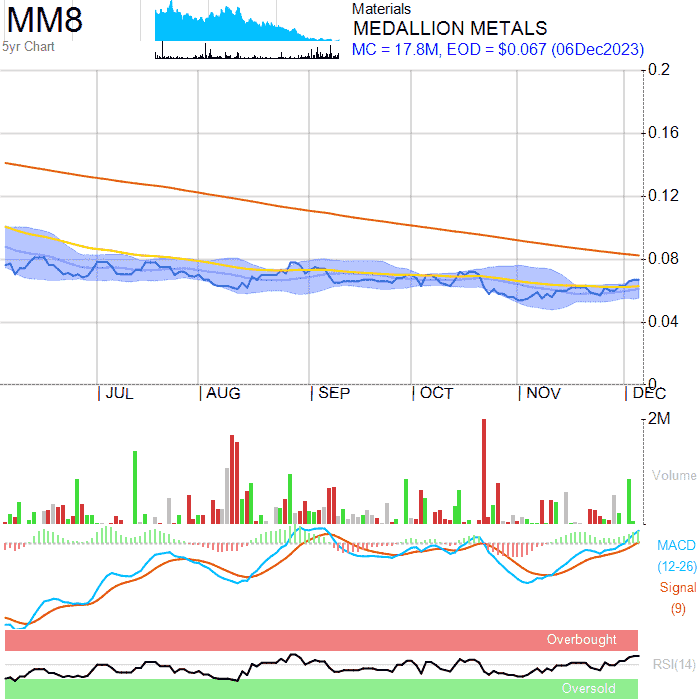 MM8
5yr Chart
Materials
MEDALLION METALS
MC = 17.8M, EOD = $0.067 (06Dec2023)
0.2
0.16
0.12
0.08
0.04
0
JUL AUG SEP OCT NOV DEC
2M
Volume
MACD
(12-26)
Signal
(9)
Overbought
RSI(14)
Oversold